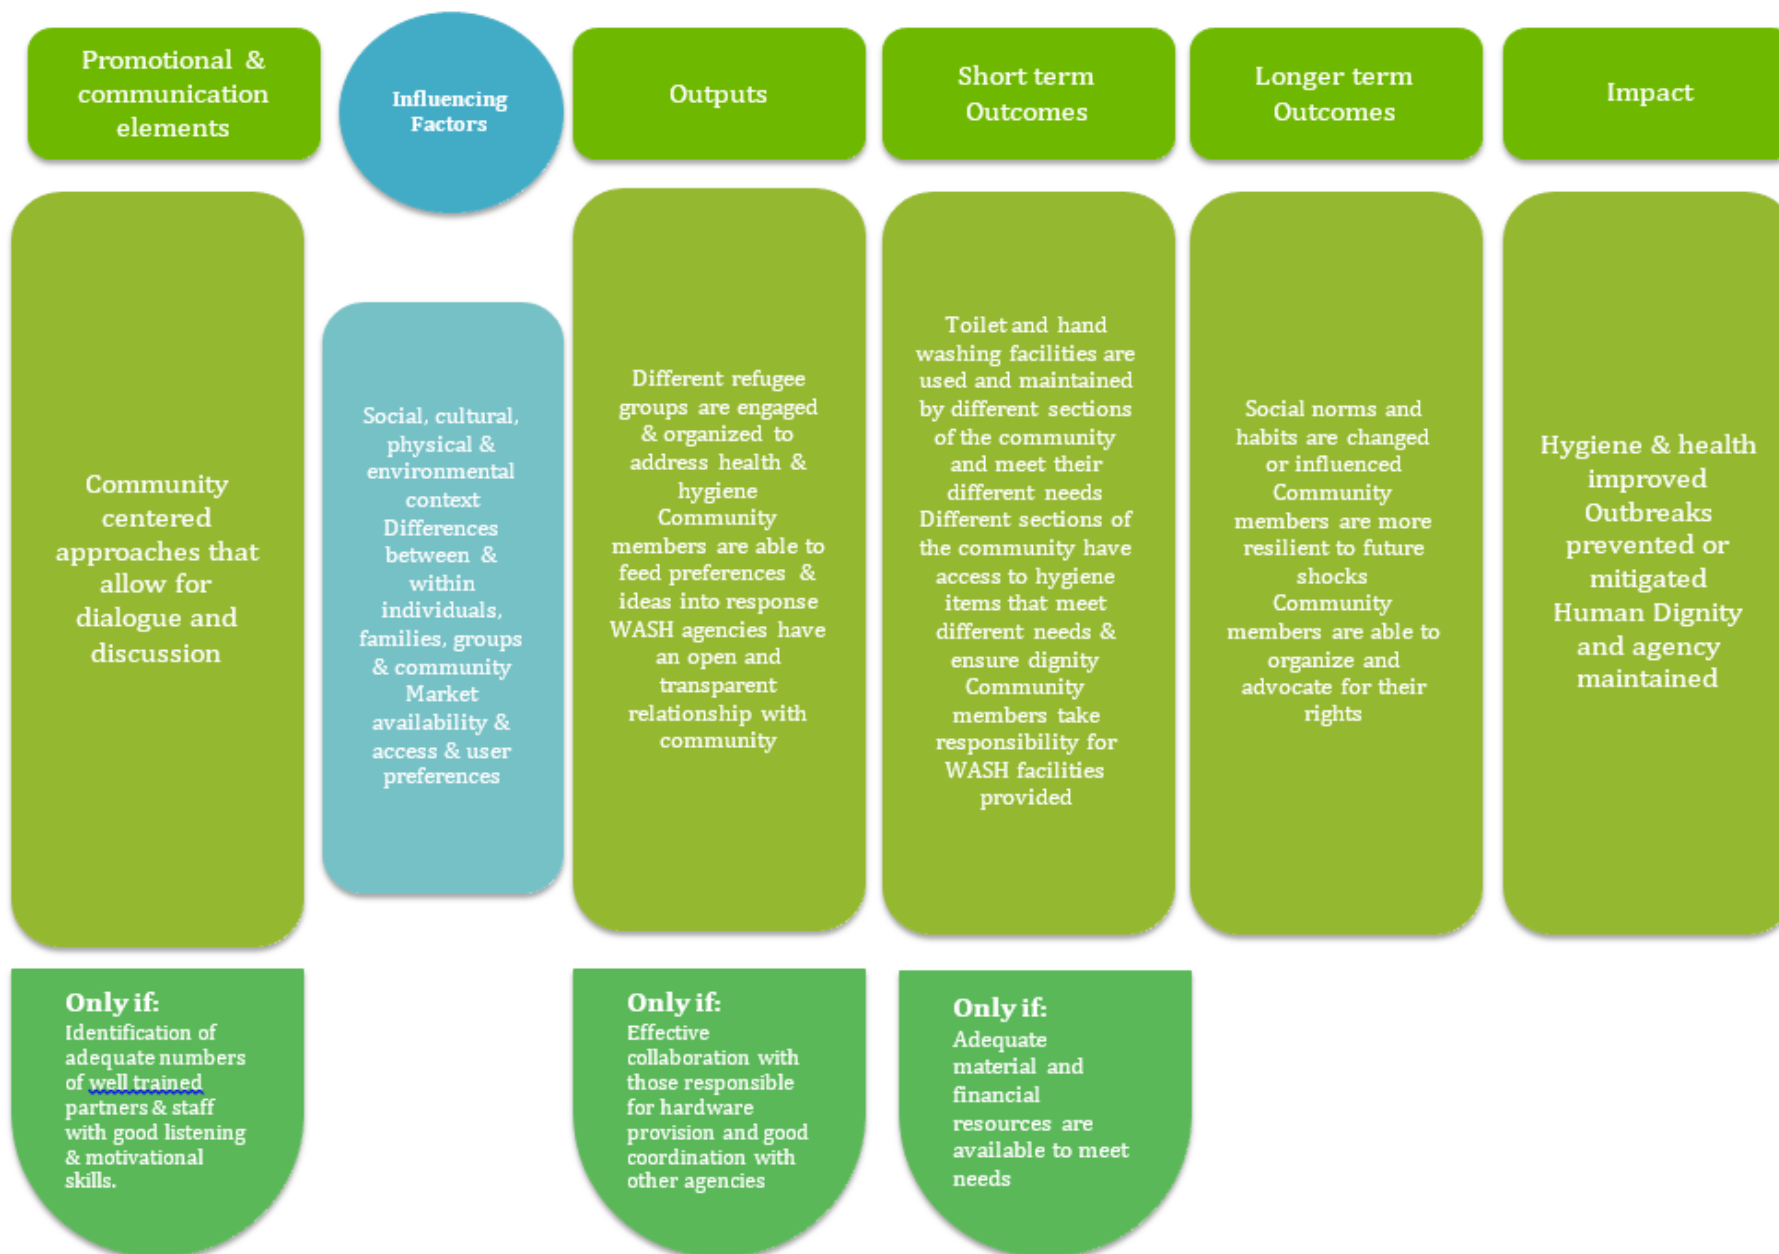 Promotional &
communication
elements
Influencing
Factors
Outputs
Short term
Outcomes
Longer term
Outcomes
Impact
Community
centered
approaches that
allow for
dialogue and
discussion
Social, cultural,
physical &
environmental
context
Differences
between &
within
individuals,
families, groups
& community
Market
availability &
access & user
preferences
Different refugee
groups are engaged
& organized to
address health &
hygiene
Community
members are able to
feed preferences &
ideas into response
WASH agencies have
an open and
transparent
relationship with
community
Toilet and hand
washing facilities are
used and maintained
by different sections
of the community
and meet their
different needs
Different sections of
the community have
access to hygiene
items that meet
different needs &
ensure dignity
Community
members take
responsibility for
WASH facilities
provided
Social norms and
habits are changed
or influenced
Community
members are more
resilient to future
shocks
Community
members are able to
organize and
advocate for their
rights
Hygiene & health
improved
Outbreaks
prevented or
mitigated
Human Dignity
and agency
maintained
Only if:
Identification of
adequate numbers
of well trained
partners & staff
with good listening
& motivational
skills.
Only if:
Effective
collaboration with
those responsible
for hardware
provision and good
coordination with
other agencies
Only if:
Adequate
material and
financial
resources are
available to meet
needs